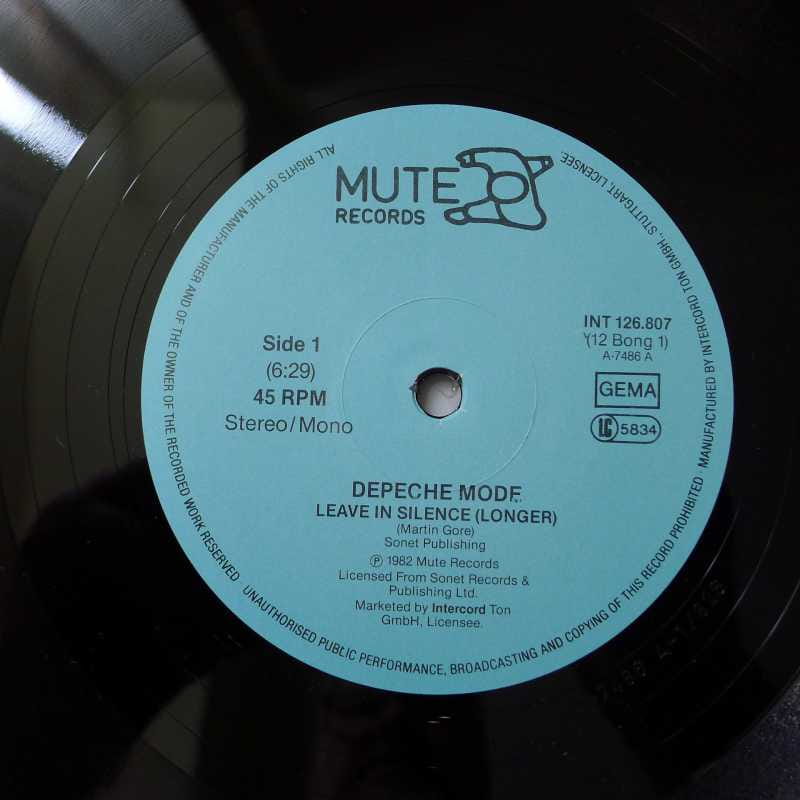 MUTE
RECORDS
Side 1
(6:29)
45 RPM
Stereo/Mono
INT 126.807
(12 Bong 1)
A-7486 A
GEMA
LC 5834
DEPECHE MODE
LEAVE IN SILENCE (LONGER)
(Martin Gore)
Sonet Publishing
℗ 1982 Mute Records
Licensed From Sonet Records &
Publishing Ltd.
Marketed by Intercord Ton
GmbH, Licensee.
ALL RIGHTS OF THE MANUFACTURER AND OF THE OWNER OF THE RECORDED WORK RESERVED UNAUTHORISED PUBLIC PERFORMANCE, BROADCASTING AND COPYING OF THIS RECORD PROHIBITED · MANUFACTURED BY INTERCORD TON GMBH., STUTTGART, LICENSEE.